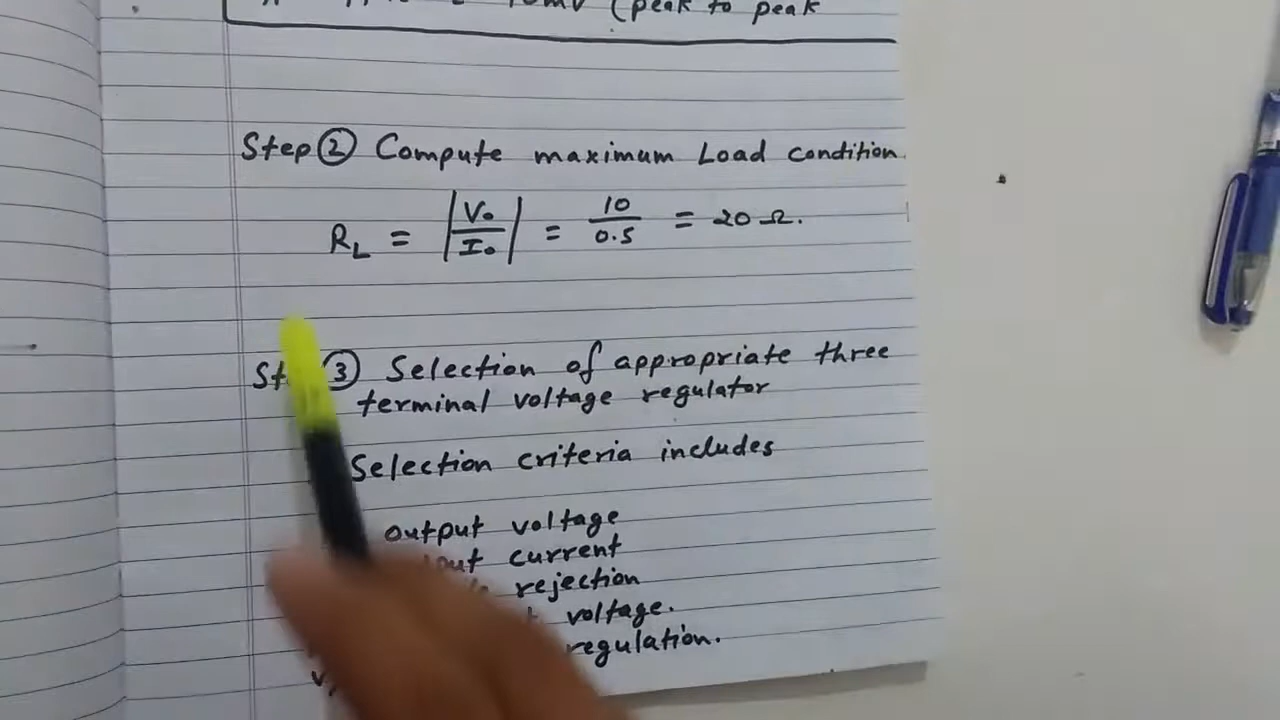 (peak to peak
Step ② Compute maximum Load condition.
R_L = |V₀/I₀| = 10/0.5 = 20 Ω.
③ Selection of appropriate three
terminal voltage regulator
Selection criteria includes
output voltage
current
rejection
voltage.
regulation.